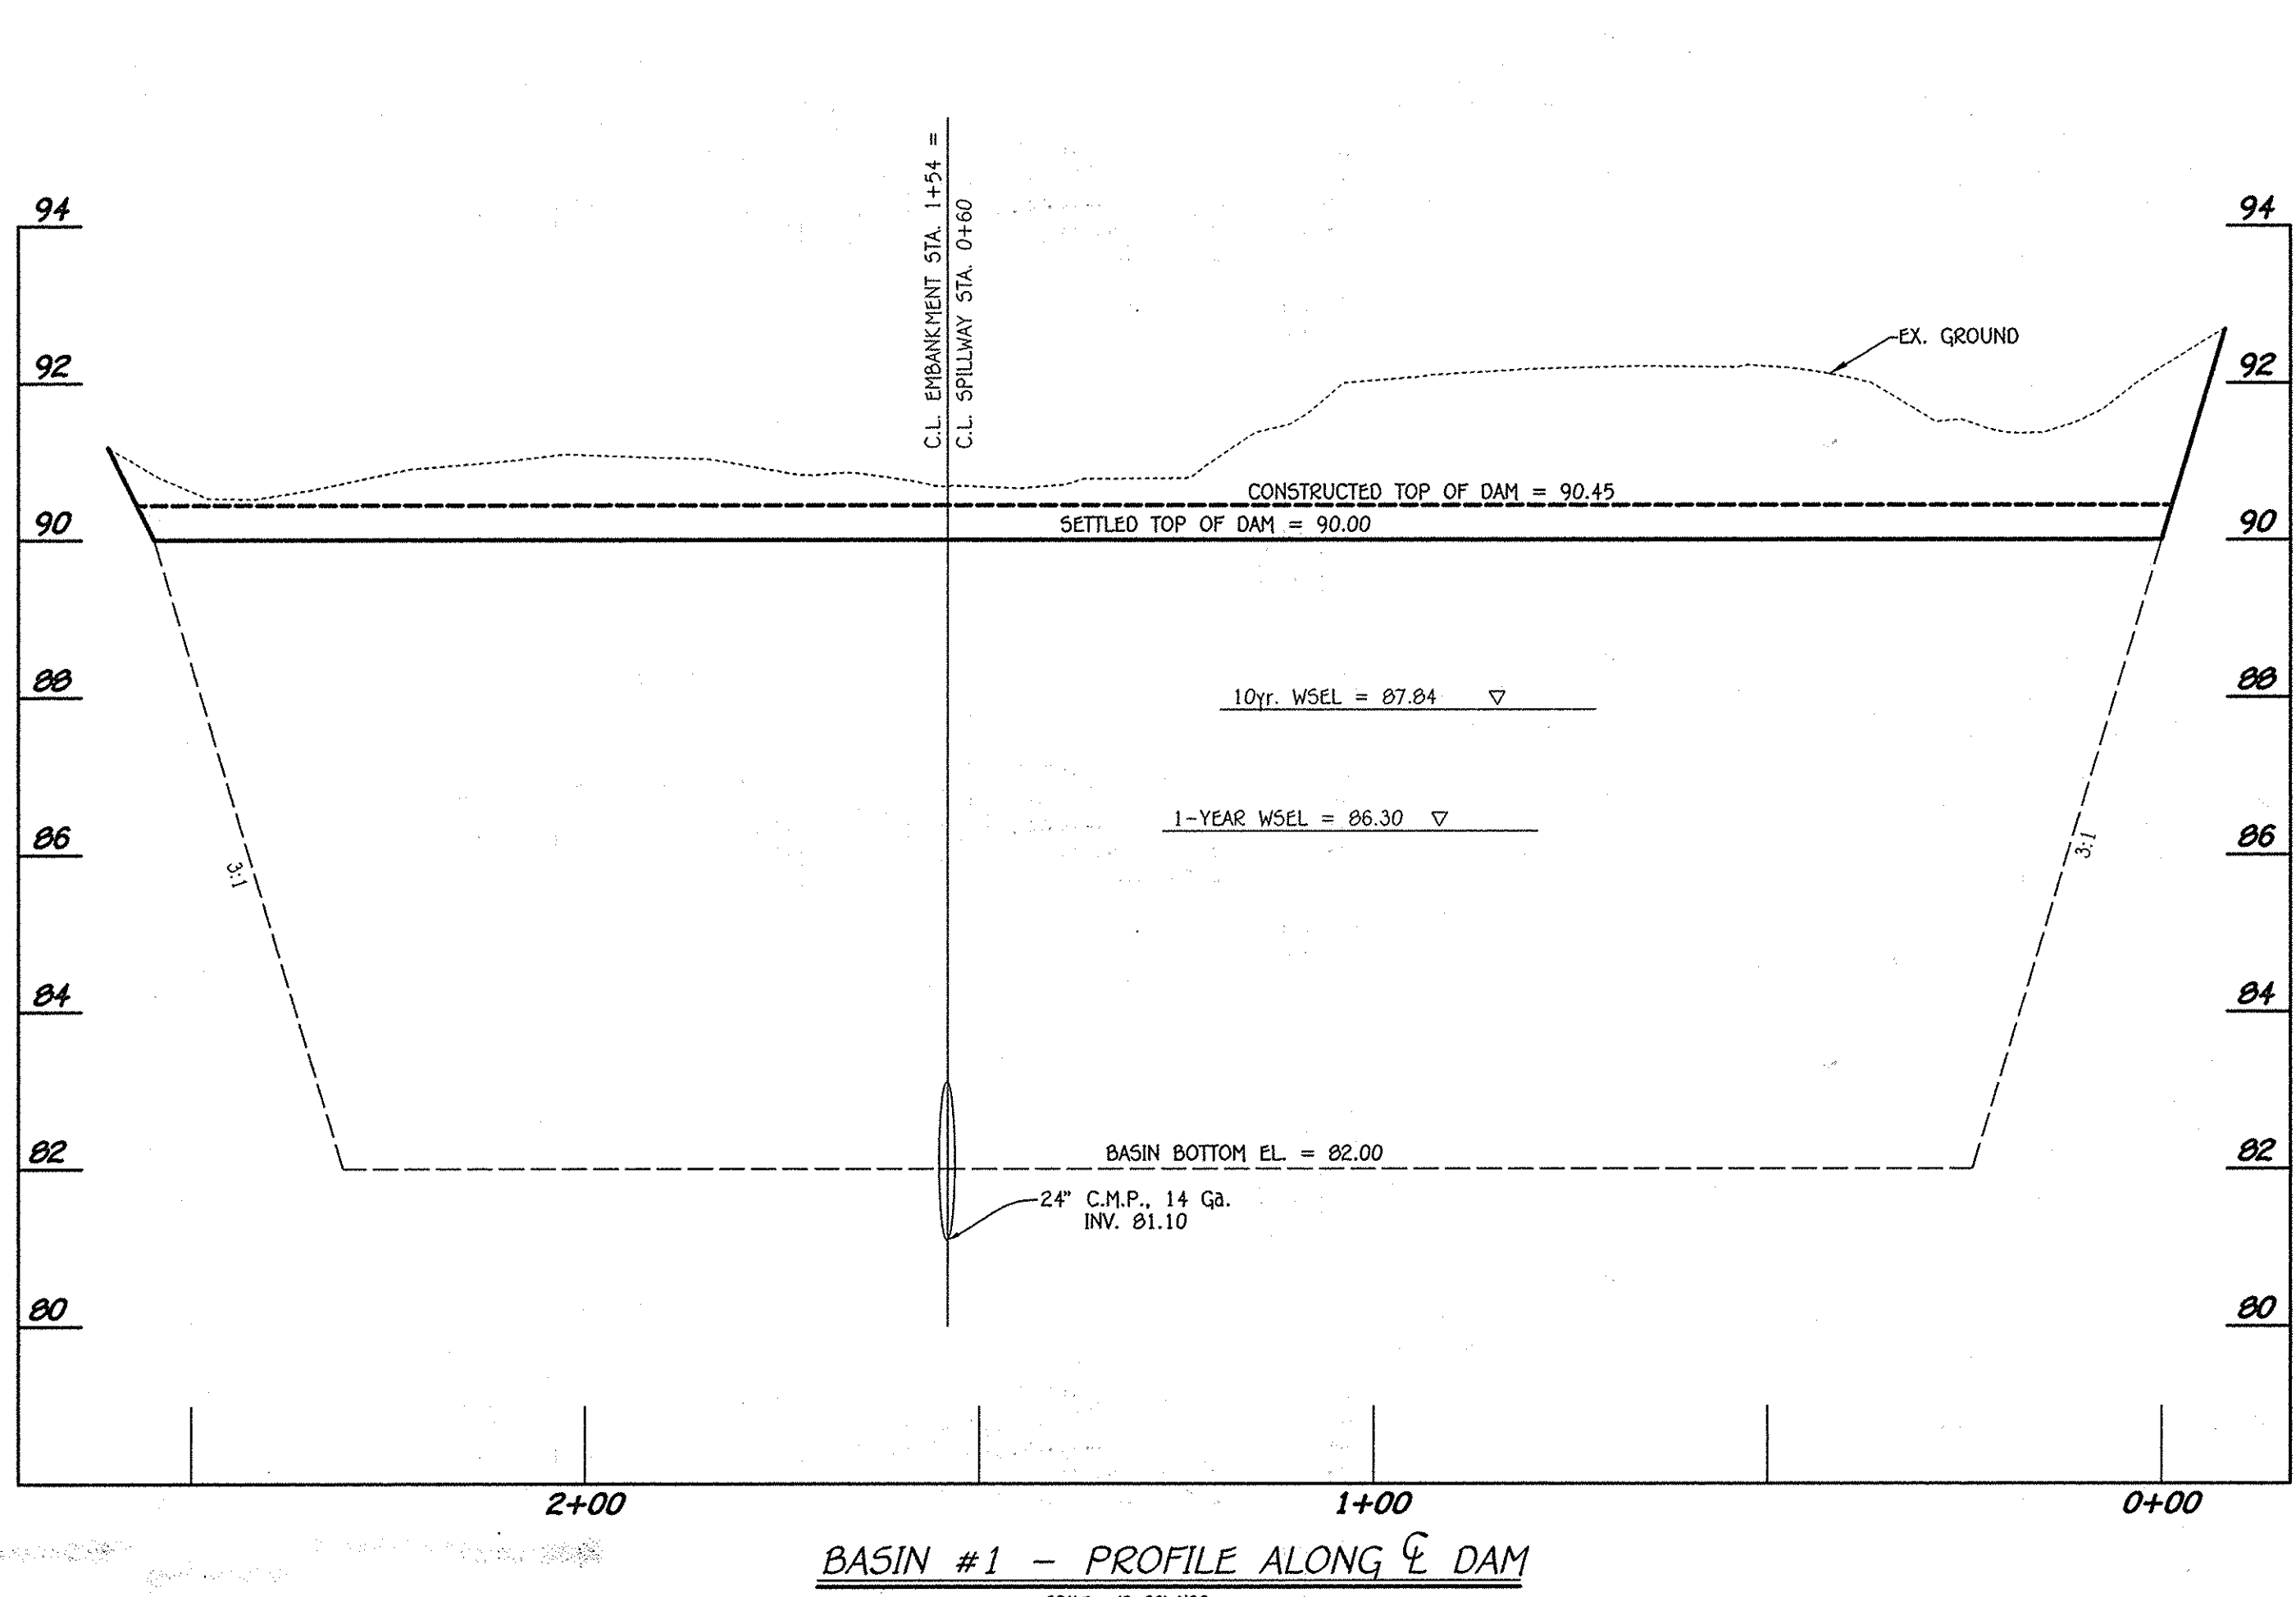 C.L. EMBANKMENT STA. 1+54 =
C.L. SPILLWAY STA. 0+60
94
94
EX. GROUND
92
92
CONSTRUCTED TOP OF DAM = 90.45
90
SETTLED TOP OF DAM = 90.00
90
88
10yr. WSEL = 87.84
88
1-YEAR WSEL = 86.30
86
86
3:1
3:1
84
84
82
BASIN BOTTOM EL. = 82.00
82
24" C.M.P., 14 Ga.
INV. 81.10
80
80
2+00
1+00
0+00
BASIN #1 - PROFILE ALONG ℄ DAM